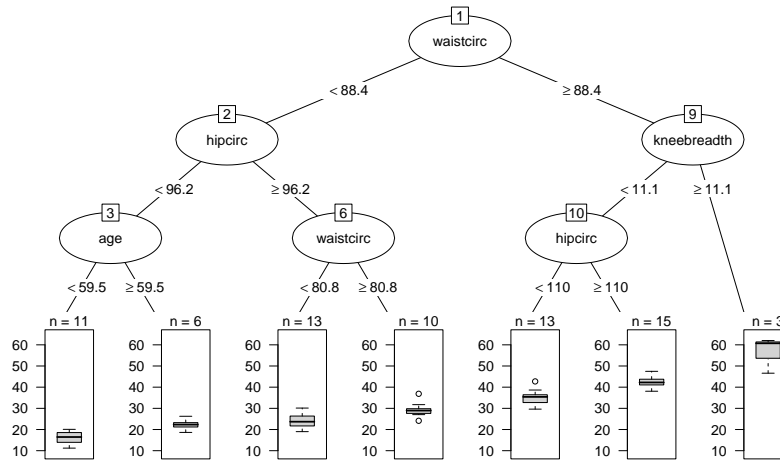 1
waistcirc
< 88.4 ≥ 88.4
2 9
hipcirc kneebreadth
< 96.2 ≥ 96.2 < 11.1 ≥ 11.1
3 6 10
age waistcirc hipcirc
< 59.5 ≥ 59.5 < 80.8 ≥ 80.8 < 110 ≥ 110
n = 11 n = 6 n = 13 n = 10 n = 13 n = 15 n = 3
60 60 60 60 60 60 60
50 50 50 50 50 50 50
40 40 40 40 40 40 40
30 30 30 30 30 30 30
20 20 20 20 20 20 20
10 10 10 10 10 10 10